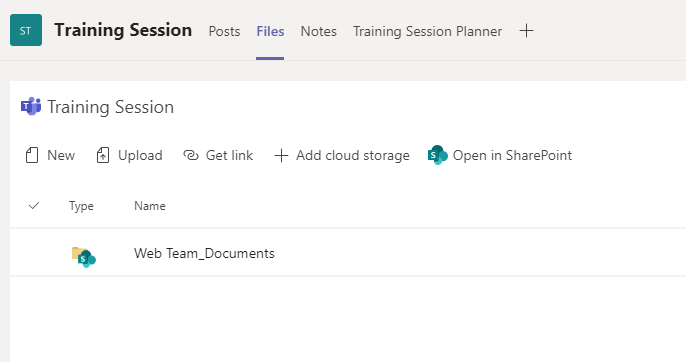 ST Training Session Posts Files Notes Training Session Planner
Training Session
New Upload Get link Add cloud storage Open in SharePoint
Type Name
Web Team_Documents